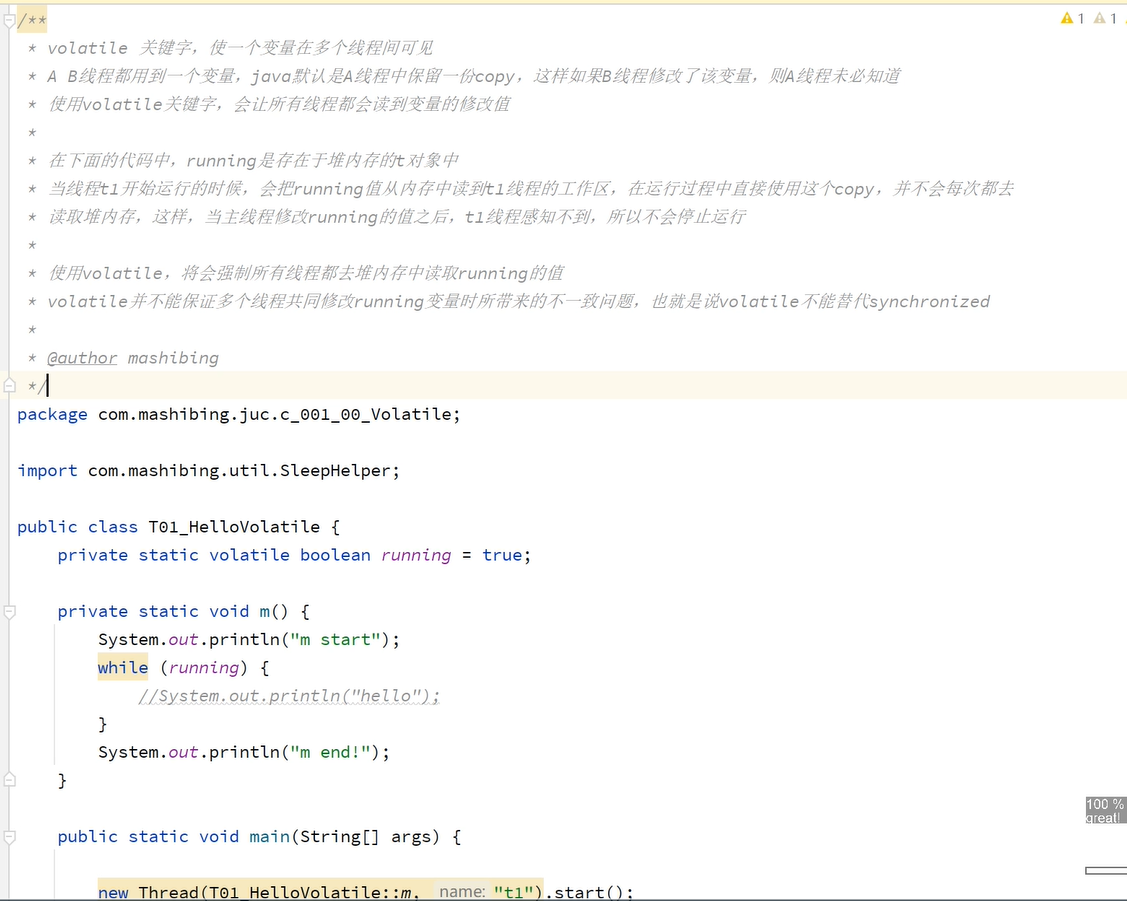 /**
 * volatile 关键字，使一个变量在多个线程间可见
 * A B线程都用到一个变量，java默认是A线程中保留一份copy，这样如果B线程修改了该变量，则A线程未必知道
 * 使用volatile关键字，会让所有线程都会读到变量的修改值
 *
 * 在下面的代码中，running是存在于堆内存的t对象中
 * 当线程t1开始运行的时候，会把running值从内存中读到t1线程的工作区，在运行过程中直接使用这个copy，并不会每次都去
 * 读取堆内存，这样，当主线程修改running的值之后，t1线程感知不到，所以不会停止运行
 *
 * 使用volatile，将会强制所有线程都去堆内存中读取running的值
 * volatile并不能保证多个线程共同修改running变量时所带来的不一致问题，也就是说volatile不能替代synchronized
 *
 * @author mashibing
 */
package com.mashibing.juc.c_001_00_Volatile;
import com.mashibing.util.SleepHelper;
public class T01_HelloVolatile {
    private static volatile boolean running = true;
    private static void m() {
        System.out.println("m start");
        while (running) {
            //System.out.println("hello");
        }
        System.out.println("m end!");
    }
    public static void main(String[] args) {
        new Thread(T01_HelloVolatile::m, name: "t1").start();
1 1
100 %
great!